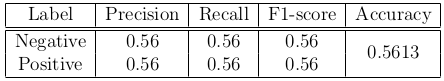 Label Precision Recall F1-score Accuracy
Negative 0.56 0.56 0.56 0.5613
Positive 0.56 0.56 0.56